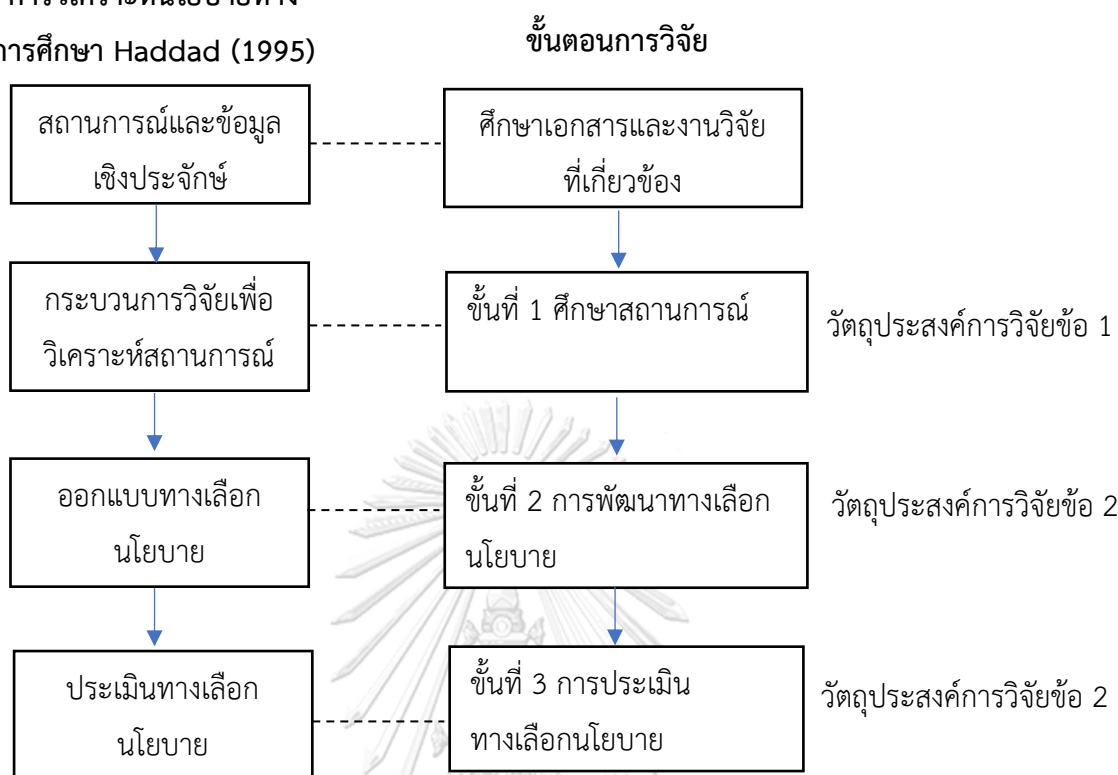 การศึกษา Haddad (1995)
ขั้นตอนการวิจัย
สถานการณ์และข้อมูล
เชิงประจักษ์
ศึกษาเอกสารและงานวิจัย
ที่เกี่ยวข้อง
กระบวนการวิจัยเพื่อ
วิเคราะห์สถานการณ์
ขั้นที่ 1 ศึกษาสถานการณ์
วัตถุประสงค์การวิจัยข้อ 1
ออกแบบทางเลือก
นโยบาย
ขั้นที่ 2 การพัฒนาทางเลือก
นโยบาย
วัตถุประสงค์การวิจัยข้อ 2
ประเมินทางเลือก
นโยบาย
ขั้นที่ 3 การประเมิน
ทางเลือกนโยบาย
วัตถุประสงค์การวิจัยข้อ 2